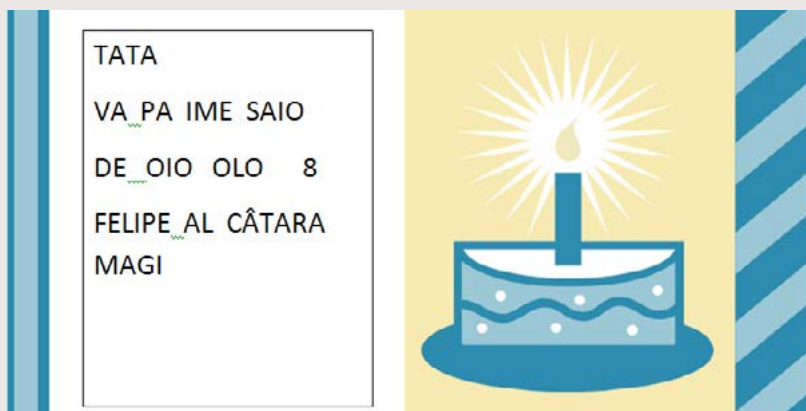 TATA
VA PA IME SAIO
DE OIO OLO 8
FELIPE AL CÂTARA
MAGI